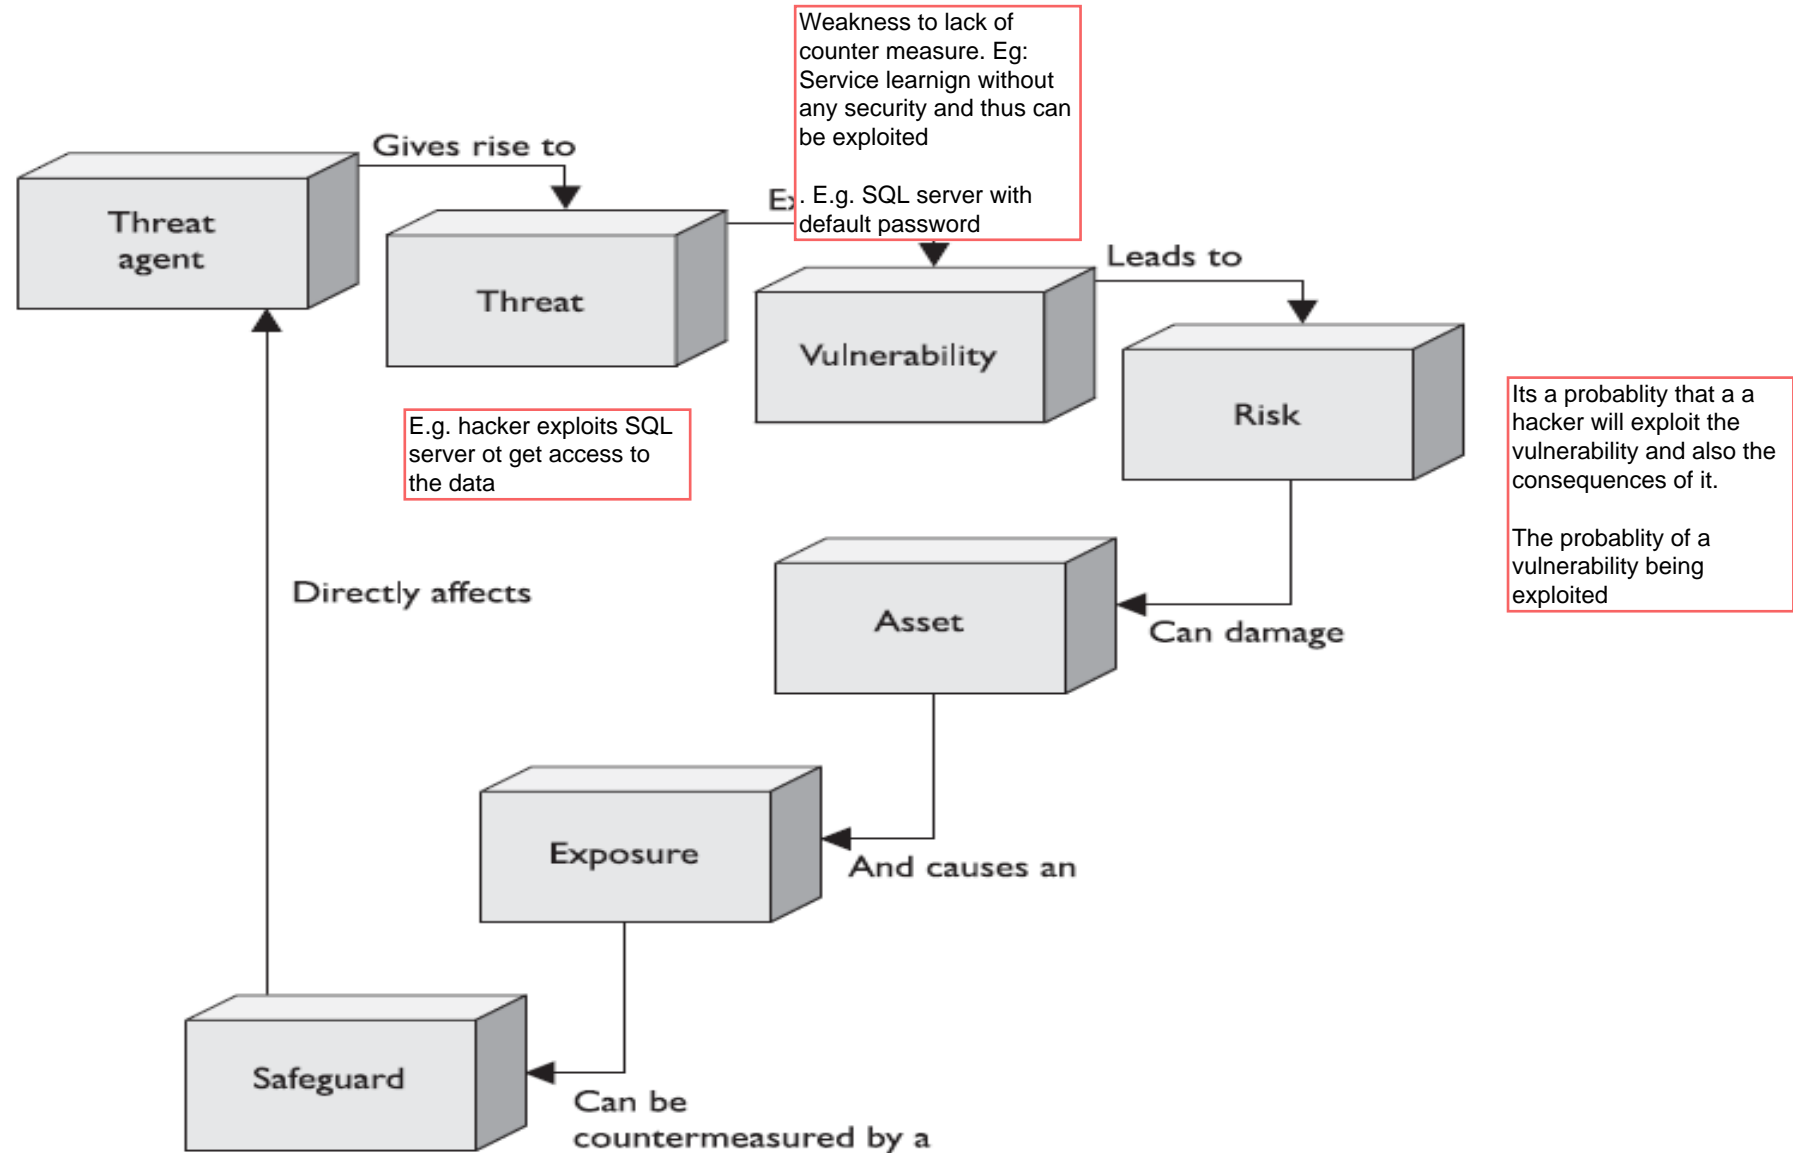 Weakness to lack of
counter measure. Eg:
Service learnign without
any security and thus can
be exploited
. E.g. SQL server with
default password
Gives rise to
Threat
agent
Threat
Leads to
Vulnerability
Risk
E.g. hacker exploits SQL
server ot get access to
the data
Its a probablity that a a
hacker will exploit the
vulnerability and also the
consequences of it.
The probablity of a
vulnerability being
exploited
Directly affects
Asset
Can damage
Exposure
And causes an
Safeguard
Can be
countermeasured by a